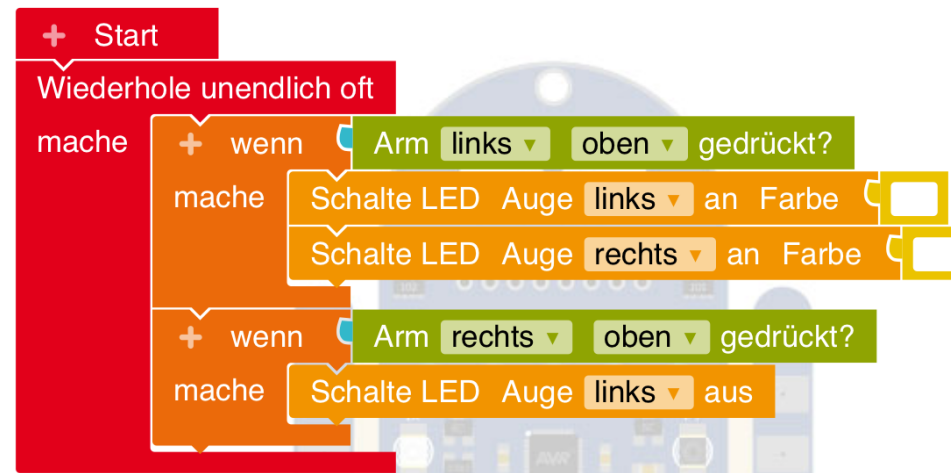 + Start
Wiederhole unendlich oft
mache + wenn Arm links ▾ oben ▾ gedrückt?
mache Schalte LED Auge links ▾ an Farbe
Schalte LED Auge rechts ▾ an Farbe
+ wenn Arm rechts ▾ oben ▾ gedrückt?
mache Schalte LED Auge links ▾ aus
AVR